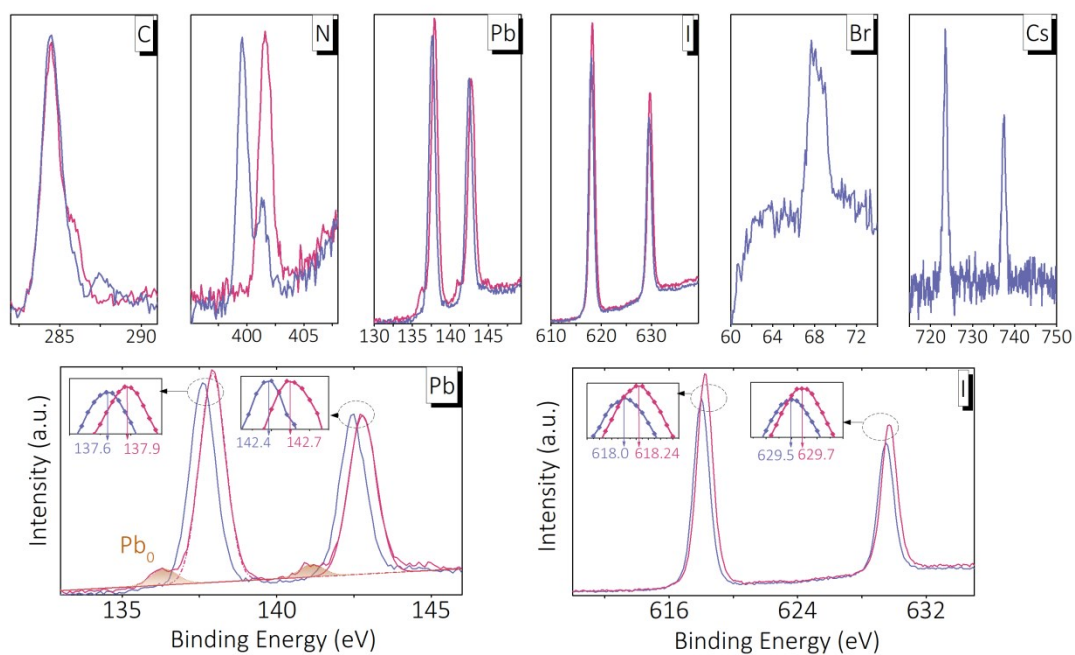 C
N
Pb
I
Br
Cs
285 290
400 404 408
130 135 140 145
610 620 630
60 64 68 72
720 730 740 750
Pb
137.6 137.9
142.4 142.7
Pb0
Intensity (a.u.)
135 140 145
Binding Energy (eV)
I
618.0 618.24
629.5 629.7
Intensity (a.u.)
616 624 632
Binding Energy (eV)